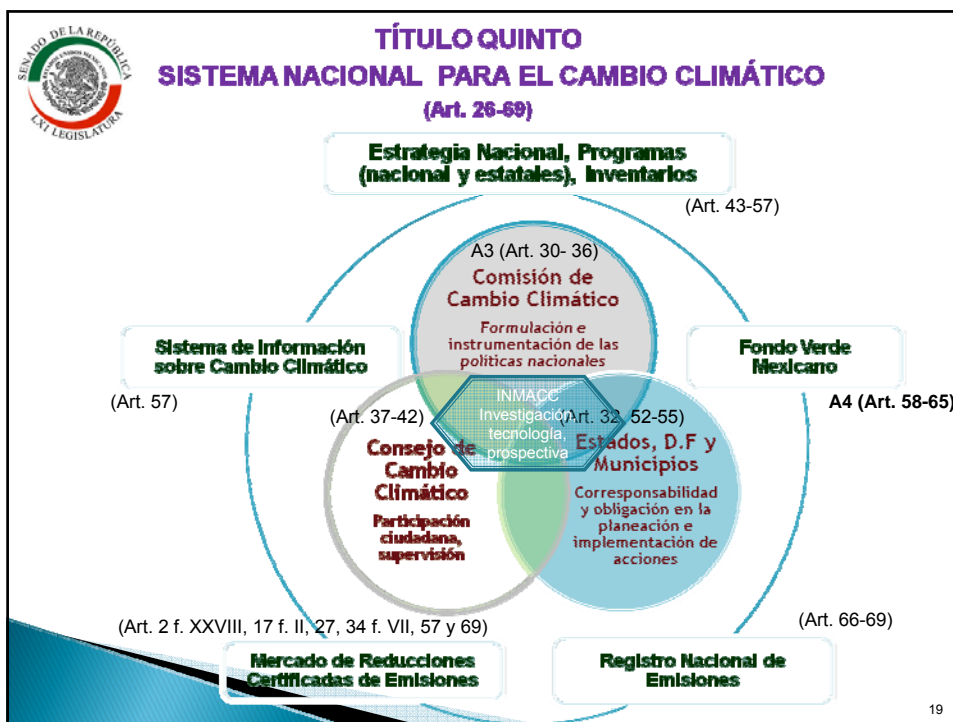 SENADO DE LA REPÚBLICA
ESTADOS UNIDOS MEXICANOS
LXI LEGISLATURA
TÍTULO QUINTO
SISTEMA NACIONAL PARA EL CAMBIO CLIMÁTICO
(Art. 26-69)
Estrategia Nacional, Programas
(nacional y estatales), Inventarios
(Art. 43-57)
A3 (Art. 30- 36)
Comisión de
Cambio Climático
Formulación e
instrumentación de las
políticas nacionales
Sistema de Información
sobre Cambio Climático
(Art. 57)
Fondo Verde
Mexicano
A4 (Art. 58-65)
INMACC
Investigación,
tecnología,
prospectiva
(Art. 37-42)
Consejo de
Cambio
Climático
Participación
ciudadana,
supervisión
(Art. 32, 52-55)
Estados, D.F y
Municipios
Corresponsabilidad
y obligación en la
planeación e
implementación de
acciones
(Art. 2 f. XXVIII, 17 f. II, 27, 34 f. VII, 57 y 69)
Mercado de Reducciones
Certificadas de Emisiones
(Art. 66-69)
Registro Nacional de
Emisiones
19